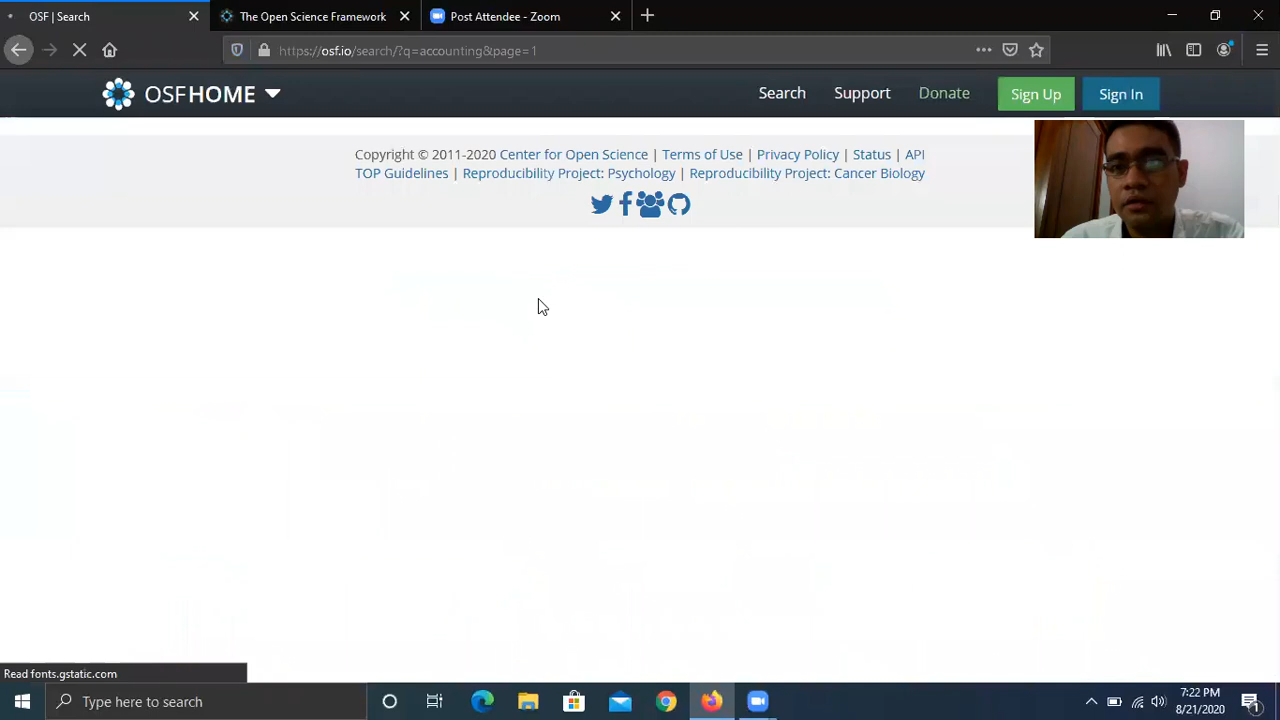 OSF | Search
The Open Science Framework
Post Attendee - Zoom
https://osf.io/search/?q=accounting&page=1
OSFHOME
Search
Support
Donate
Sign Up
Sign In
Copyright © 2011-2020 Center for Open Science | Terms of Use | Privacy Policy | Status | API
TOP Guidelines | Reproducibility Project: Psychology | Reproducibility Project: Cancer Biology
Read fonts.gstatic.com
Type here to search
7:22 PM
8/21/2020
1